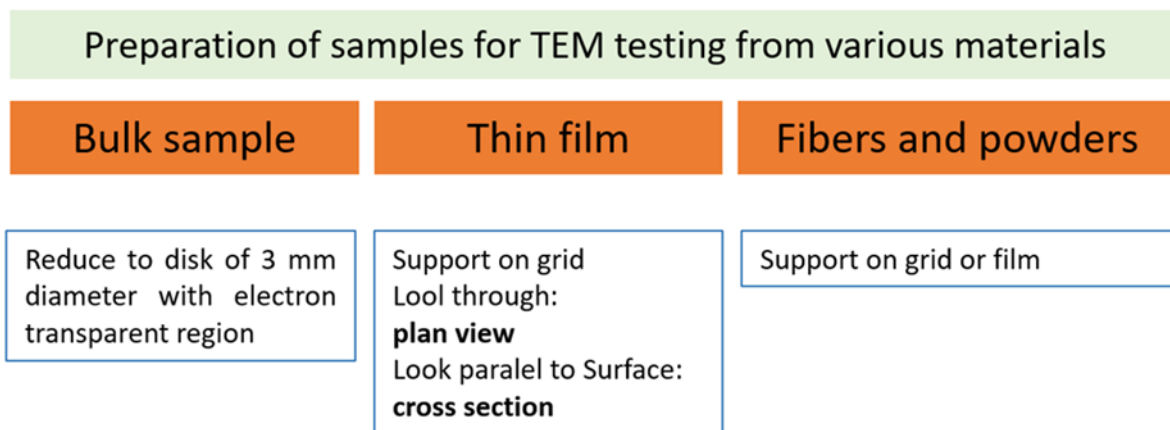 Preparation of samples for TEM testing from various materials
Bulk sample
Thin film
Fibers and powders
Reduce to disk of 3 mm
diameter with electron
transparent region
Support on grid
Lool through:
plan view
Look paralel to Surface:
cross section
Support on grid or film